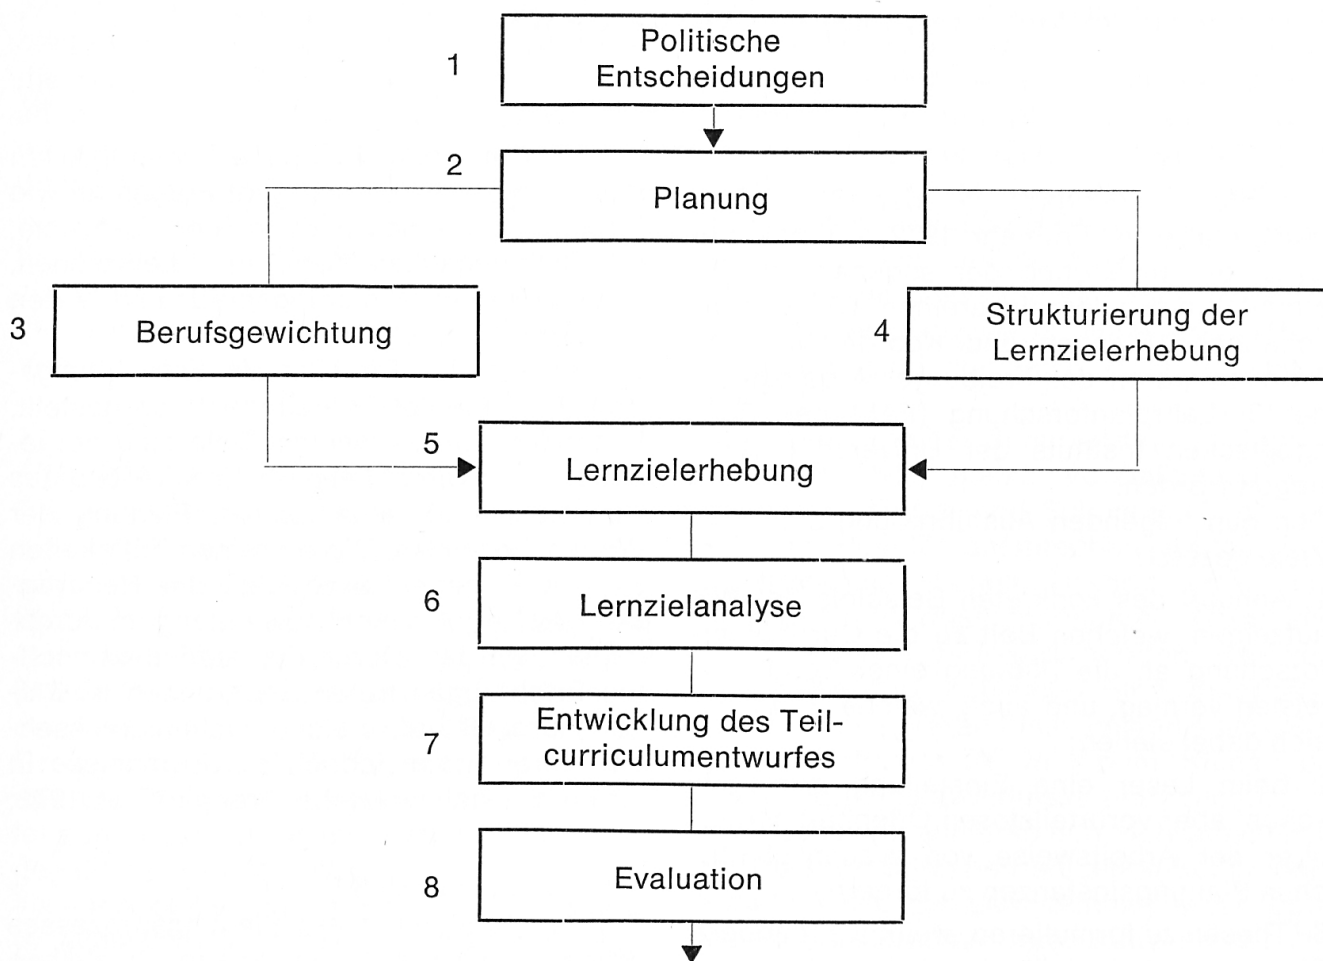 1
Politische
Entscheidungen
2
Planung
3
Berufsgewichtung
4
Strukturierung der
Lernzielerhebung
5
Lernzielerhebung
6
Lernzielanalyse
7
Entwicklung des Teil-
curriculumentwurfes
8
Evaluation